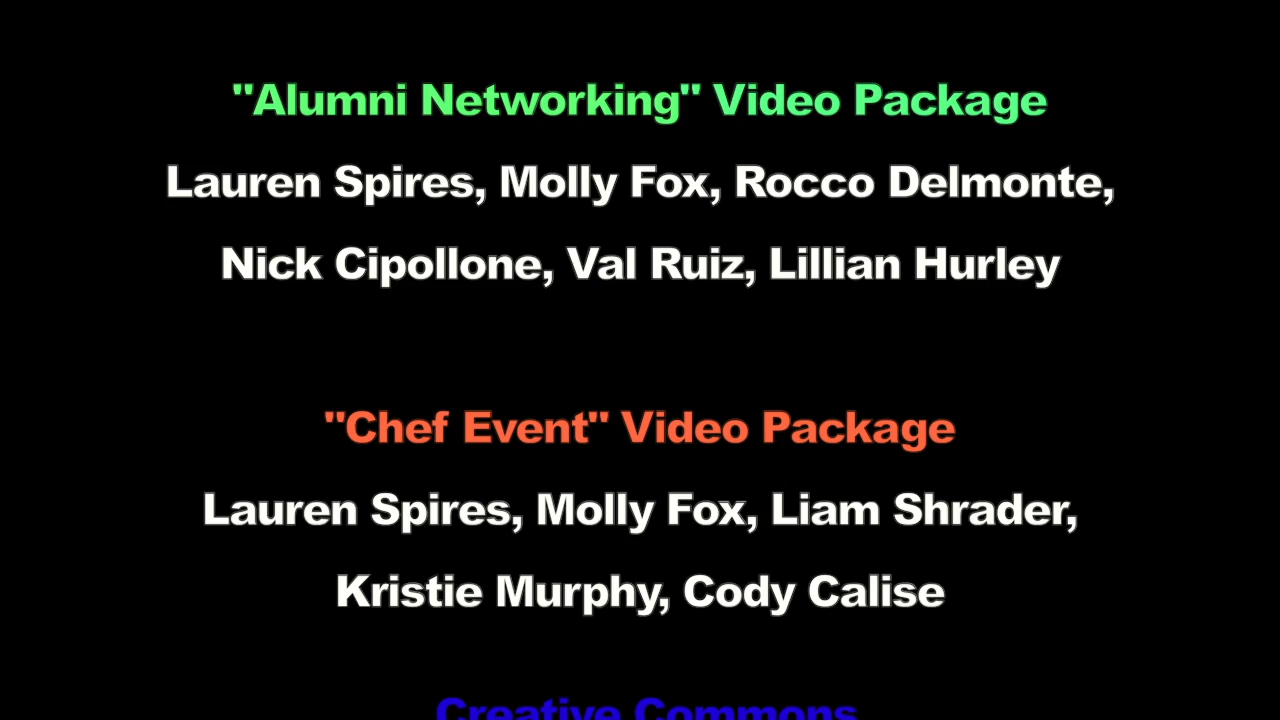 "Alumni Networking" Video Package
Lauren Spires, Molly Fox, Rocco Delmonte,
Nick Cipollone, Val Ruiz, Lillian Hurley
"Chef Event" Video Package
Lauren Spires, Molly Fox, Liam Shrader,
Kristie Murphy, Cody Calise
Creative Commons